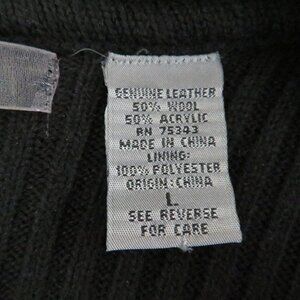 GENUINE LEATHER
50% WOOL
50% ACRYLIC
RN 75343
MADE IN CHINA
LINING:
100% POLYESTER
ORIGIN: CHINA
L
SEE REVERSE
FOR CARE